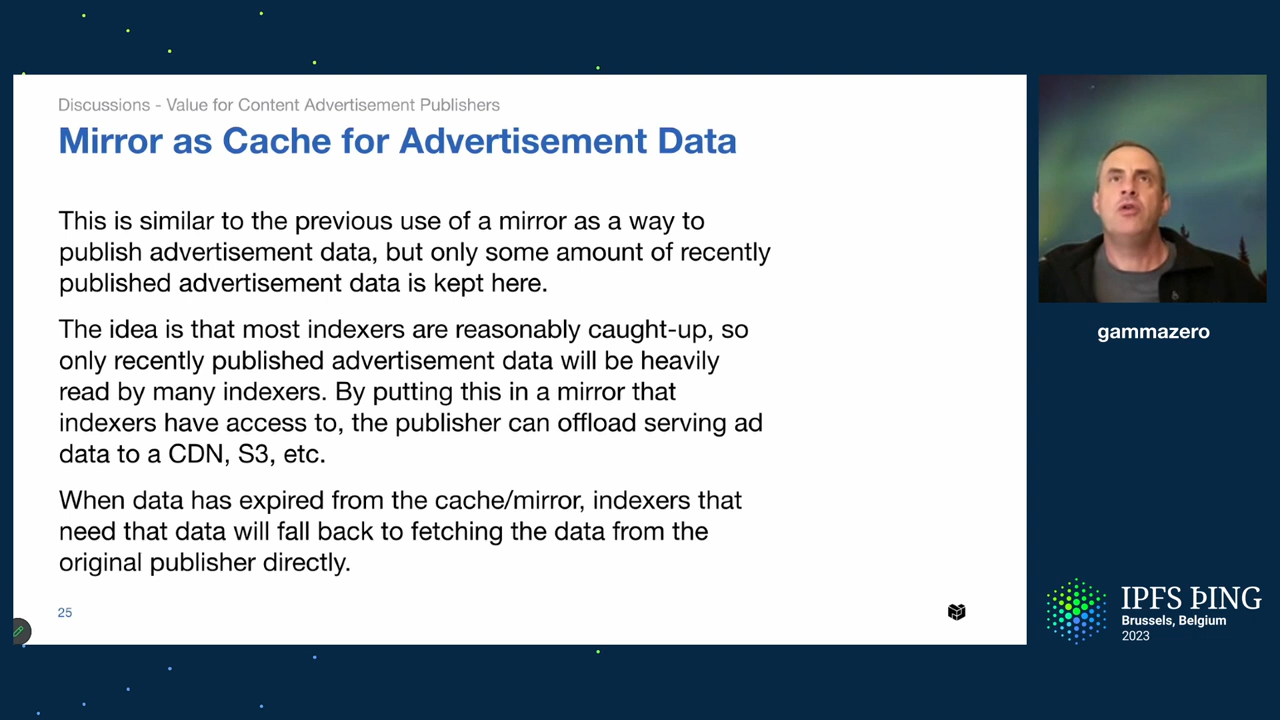 Discussions - Value for Content Advertisement Publishers
Mirror as Cache for Advertisement Data
This is similar to the previous use of a mirror as a way to
publish advertisement data, but only some amount of recently
published advertisement data is kept here.
The idea is that most indexers are reasonably caught-up, so
only recently published advertisement data will be heavily
read by many indexers. By putting this in a mirror that
indexers have access to, the publisher can offload serving ad
data to a CDN, S3, etc.
When data has expired from the cache/mirror, indexers that
need that data will fall back to fetching the data from the
original publisher directly.
25
gammazero
IPFS ÞING
Brussels, Belgium
2023